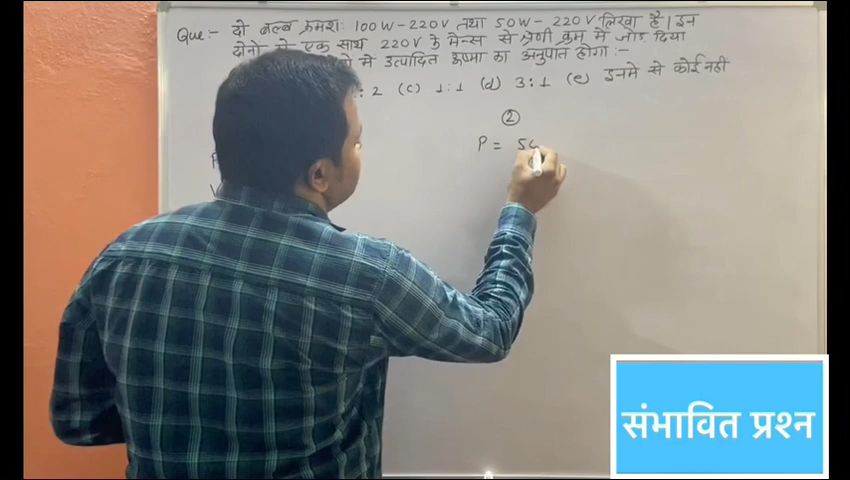 Que:- दो बल्ब क्रमशः 100W-220V तथा 50W-220V लिखा है। इन
दोनो को एक साथ 220V के मेन्स से श्रेणी क्रम में जोड़ दिया
में उत्पादित ऊष्मा का अनुपात होगा:-
: 2 (c) 1:1 (d) 3:1 (e) इनमे से कोई नही
②
P = 50
संभावित प्रश्न